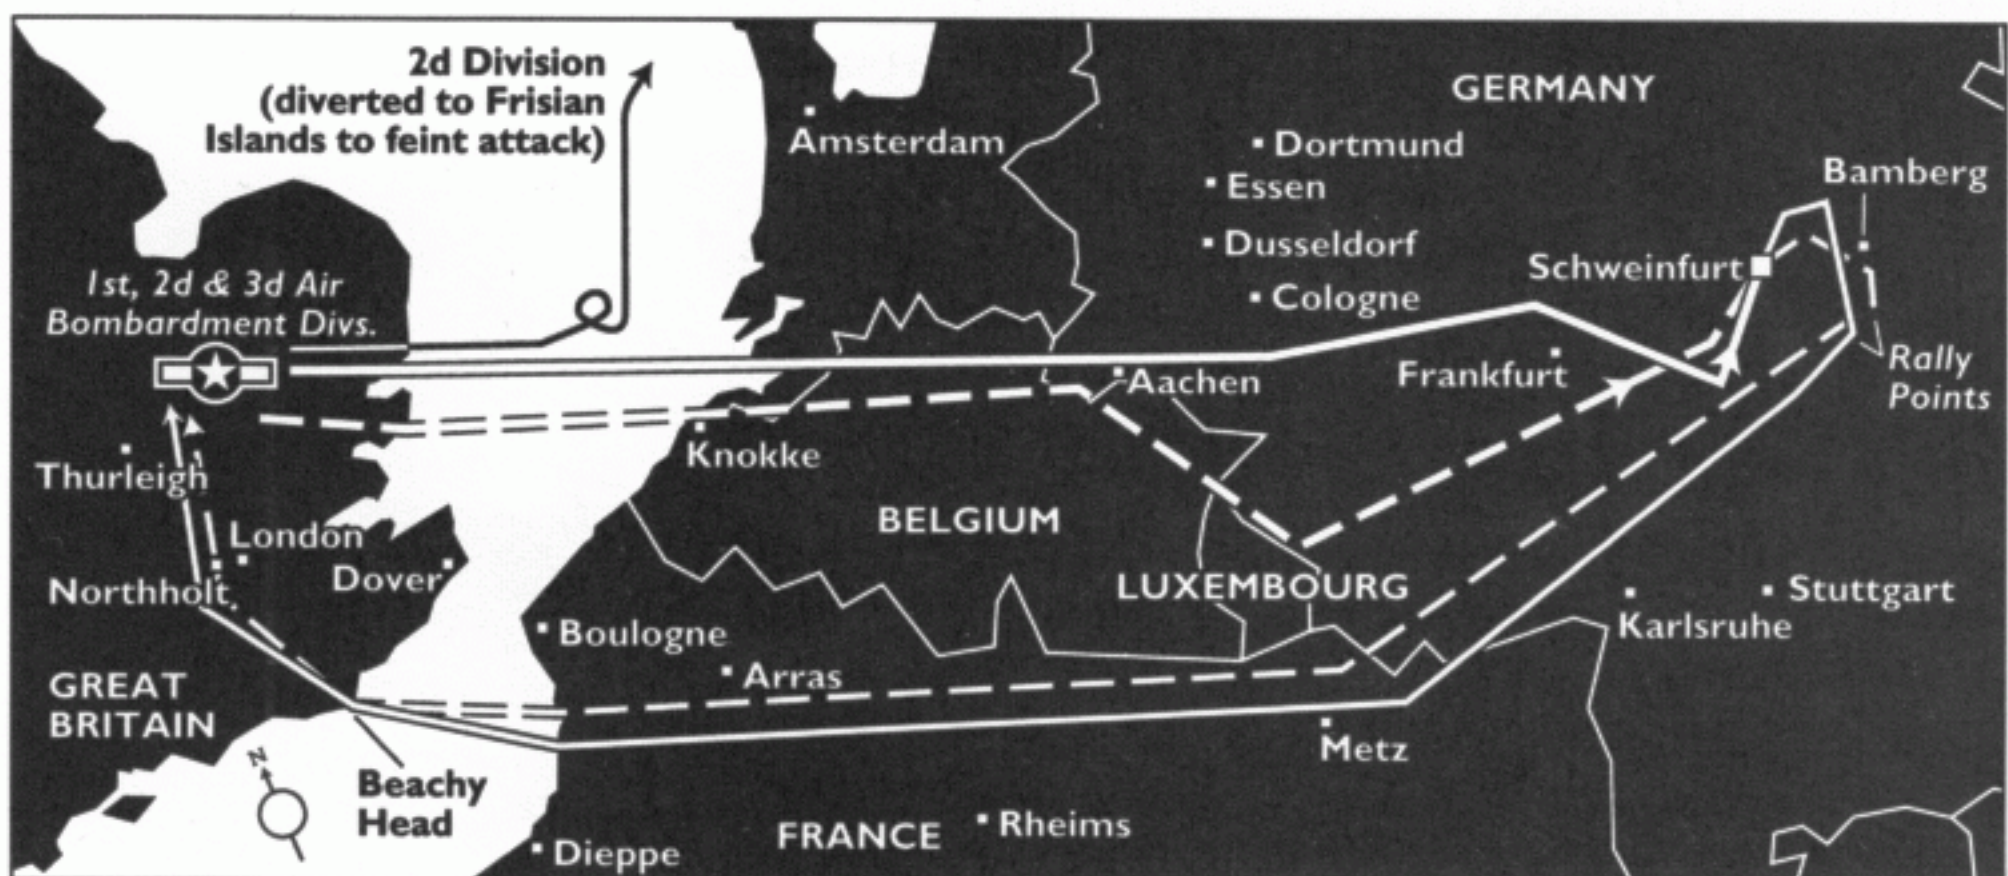 2d Division
(diverted to Frisian
Islands to feint attack)
GERMANY
Amsterdam
Dortmund
Essen
Bamberg
Dusseldorf
Schweinfurt
Cologne
1st, 2d & 3d Air
Bombardment Divs.
Frankfurt
Aachen
Rally
Points
Knokke
Thurleigh
BELGIUM
London
Dover
Northholt
LUXEMBOURG
Stuttgart
Karlsruhe
Boulogne
Arras
GREAT
BRITAIN
Metz
N
Beachy
Head
FRANCE
Rheims
Dieppe